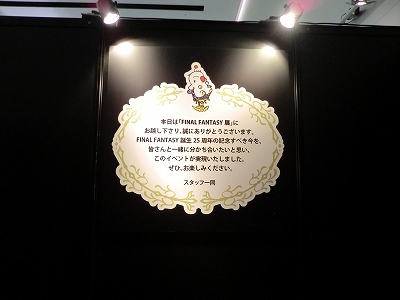 本日は「FINAL FANTASY 展」に
お越し下さり、誠にありがとうございます。
FINAL FANTASY 誕生 25 周年の記念すべき今を、
皆さんと一緒に分かち合いたいと思い、
このイベントが実現いたしました。
ぜひ、お楽しみください。
スタッフ一同